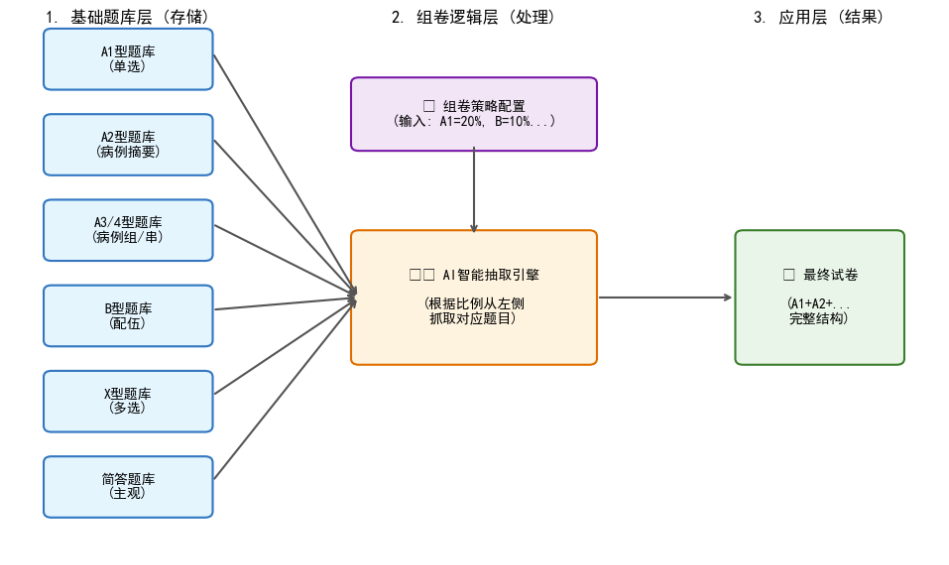 1. 基础题库层 (存储)
2. 组卷逻辑层 (处理)
3. 应用层 (结果)
A1型题库
(单选)
A2型题库
(病例摘要)
A3/4型题库
(病例组/串)
B型题库
(配伍)
X型题库
(多选)
简答题库
(主观)
□ 组卷策略配置
(输入: A1=20%, B=10%...)
□□ AI智能抽取引擎
(根据比例从左侧
抓取对应题目)
□ 最终试卷
(A1+A2+...
完整结构)